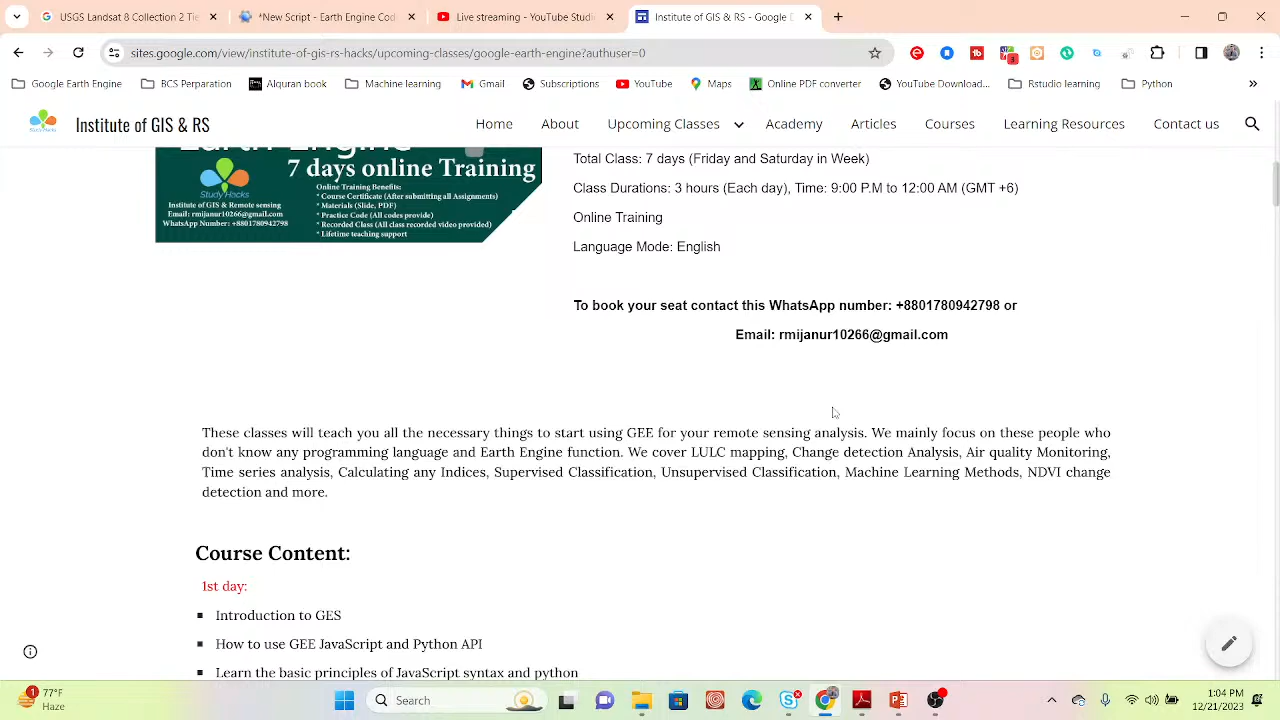 USGS Landsat 8 Collection 2 Tie
*New Script - Earth Engine Cod
Live streaming - YouTube Studio
Institute of GIS & RS - Google D
sites.google.com/view/institute-of-gis-rs-hacks/upcoming-classes/google-earth-engine?authuser=0
3
Google Earth Engine
BCS Preparation
Alquran book
Machine learning
Gmail
Subscriptions
YouTube
Maps
Online PDF converter
YouTube Download...
Rstudio learning
Python
Institute of GIS & RS
Home
About
Upcoming Classes
Academy
Articles
Courses
Learning Resources
Contact us
Earth Engine
7 days online Training
Online Training Benefits:
* Course Certificate (After submitting all Assignments)
* Materials (Slide, PDF)
* Practice Code (All codes provide)
* Recorded Class (All class recorded video provided)
* Lifetime teaching support
Study Hacks
Institute of GIS & Remote sensing
Email: rmijanur10266@gmail.com
WhatsApp Number: +8801780942798
Total Class: 7 days (Friday and Saturday in Week)
Class Durations: 3 hours (Each day), Time: 9:00 P.M to 12:00 AM (GMT +6)
Online Training
Language Mode: English
To book your seat contact this WhatsApp number: +8801780942798 or
Email: rmijanur10266@gmail.com
These classes will teach you all the necessary things to start using GEE for your remote sensing analysis. We mainly focus on these people who
don't know any programming language and Earth Engine function. We cover LULC mapping, Change detection Analysis, Air quality Monitoring,
Time series analysis, Calculating any Indices, Supervised Classification, Unsupervised Classification, Machine Learning Methods, NDVI change
detection and more.
Course Content:
1st day:
Introduction to GES
How to use GEE JavaScript and Python API
Learn the basic principles of JavaScript syntax and python
1
77°F
Haze
Search
1:04 PM
12/21/2023